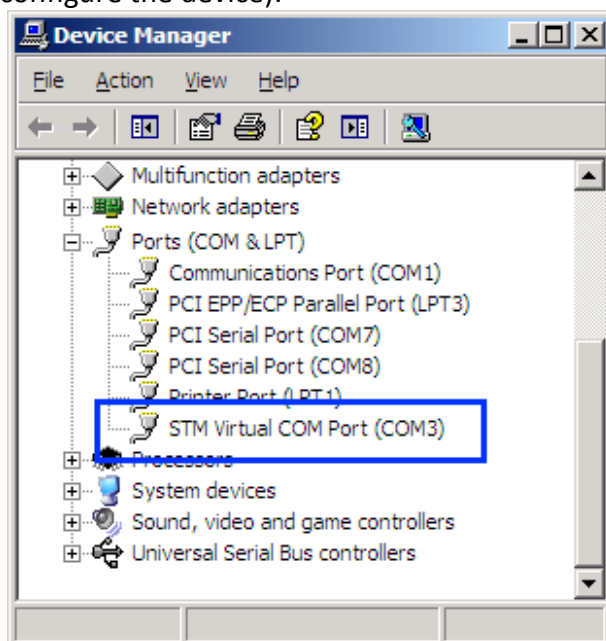 configure the device).
Device Manager
File Action View Help
Multifunction adapters
Network adapters
Ports (COM & LPT)
Communications Port (COM1)
PCI EPP/ECP Parallel Port (LPT3)
PCI Serial Port (COM7)
PCI Serial Port (COM8)
Printer Port (LPT1)
STM Virtual COM Port (COM3)
Processors
System devices
Sound, video and game controllers
Universal Serial Bus controllers